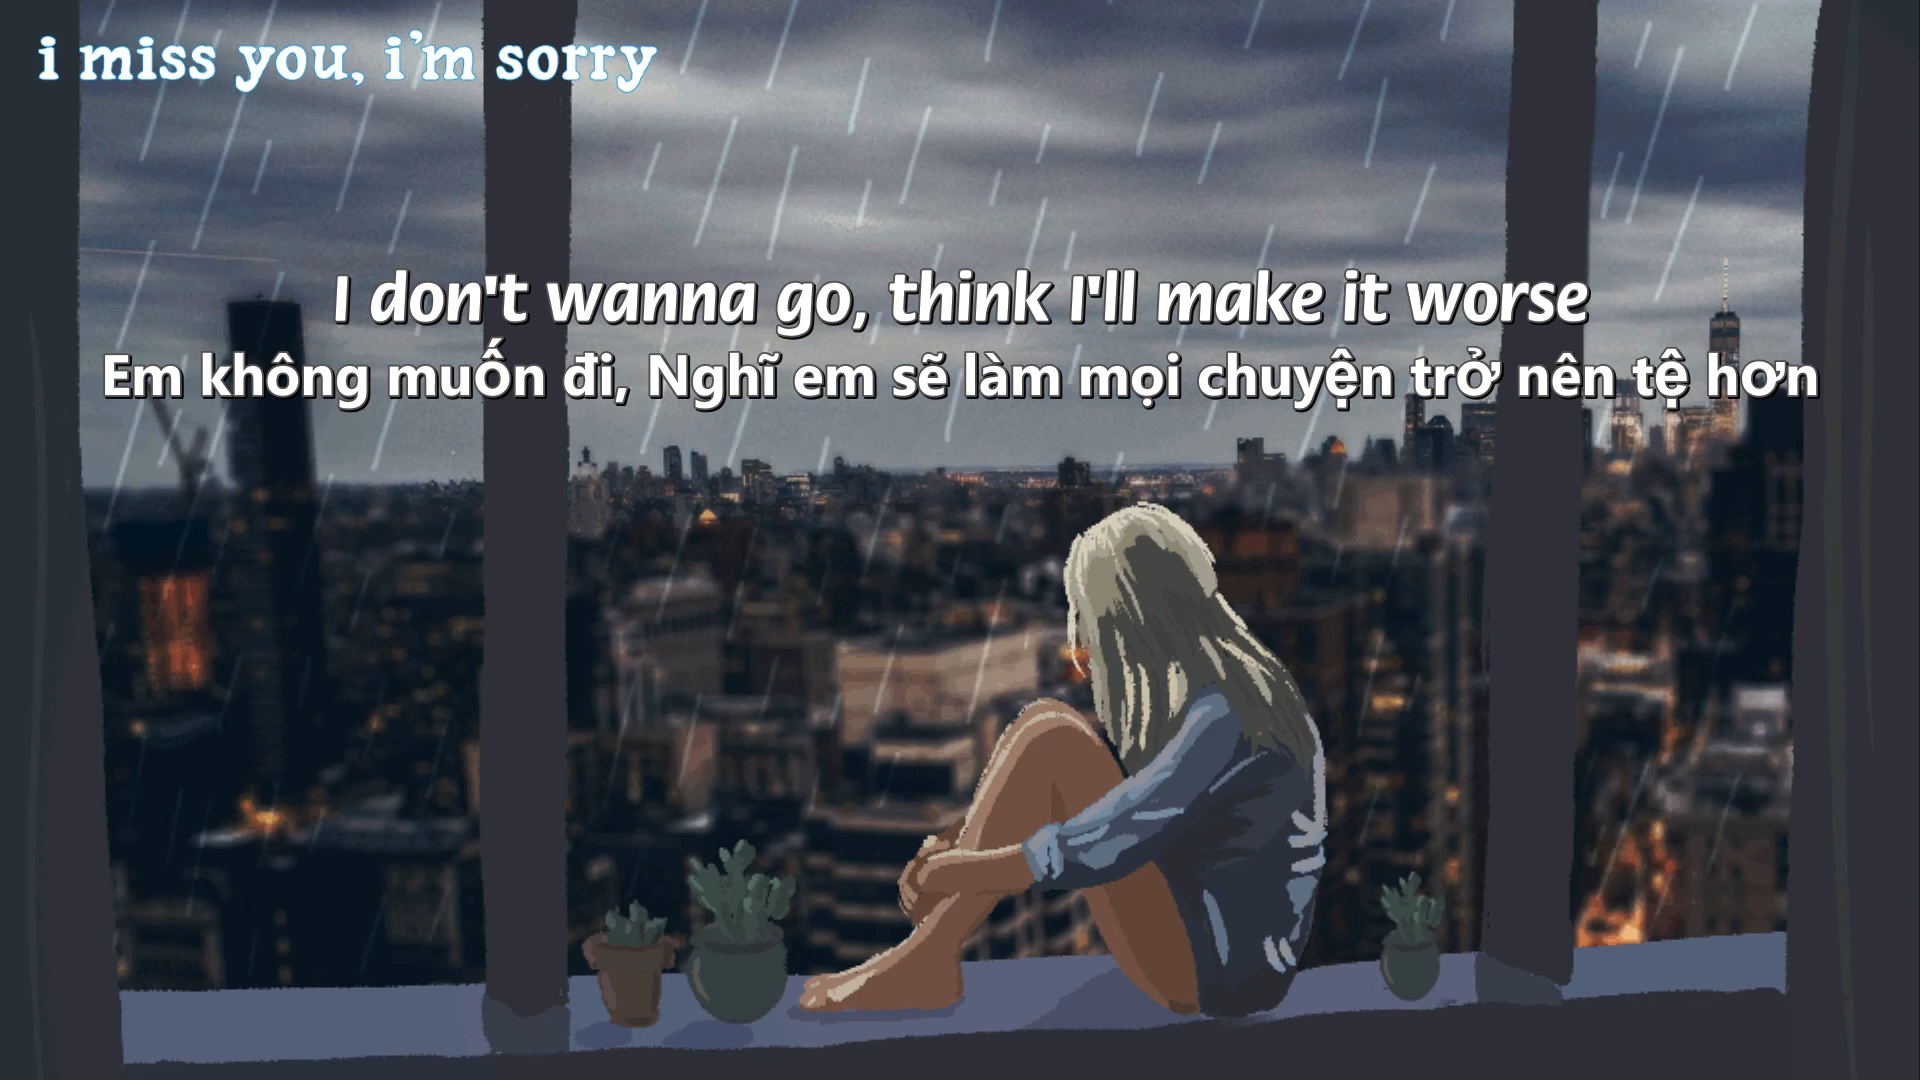 i miss you, i'm sorry
I don't wanna go, think I'll make it worse
Em không muốn đi, Nghĩ em sẽ làm mọi chuyện trở nên tệ hơn